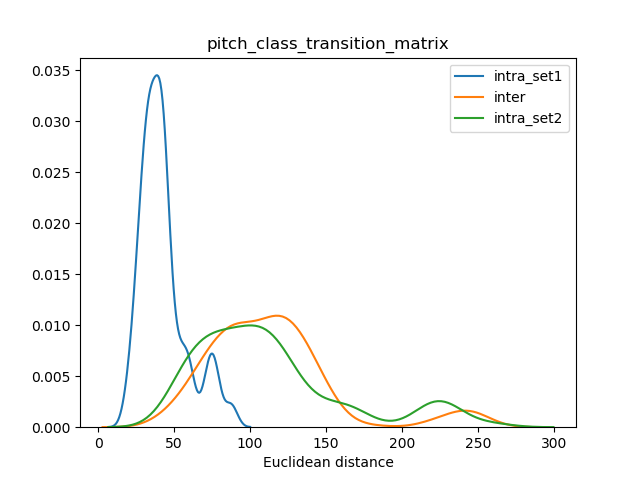 pitch_class_transition_matrix
0.035
0.030
0.025
0.020
0.015
0.010
0.005
0.000
intra_set1
inter
intra_set2
0 50 100 150 200 250 300
Euclidean distance